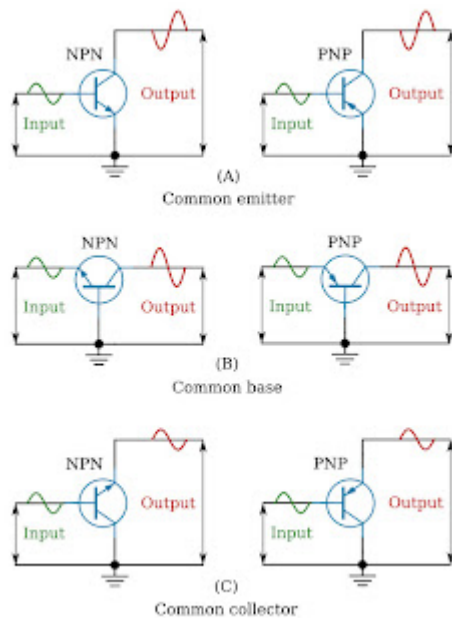 NPN
PNP
Input
Output
Input
Output
(A)
Common emitter
NPN
PNP
Input
Output
Input
Output
(B)
Common base
NPN
PNP
Input
Output
Input
Output
(C)
Common collector